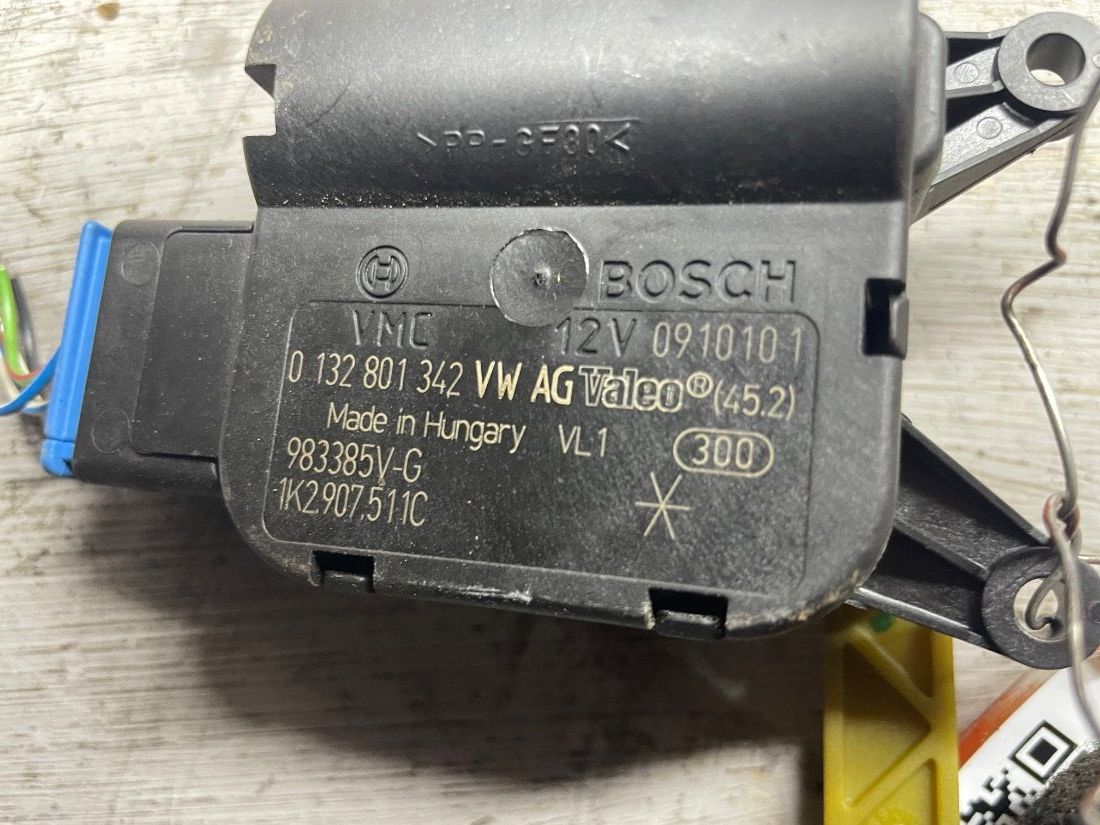 >PP-GF30<
BOSCH
VMC 12V 0910101
0 132 801 342 VW AG Valeo® (45.2)
Made in Hungary VL1 300
983385V-G
1K2.907.511C